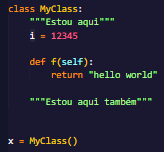 class MyClass:
    """Estou aqui"""
    i = 12345

    def f(self):
        return "hello world"

    """Estou aqui também"""


x = MyClass()